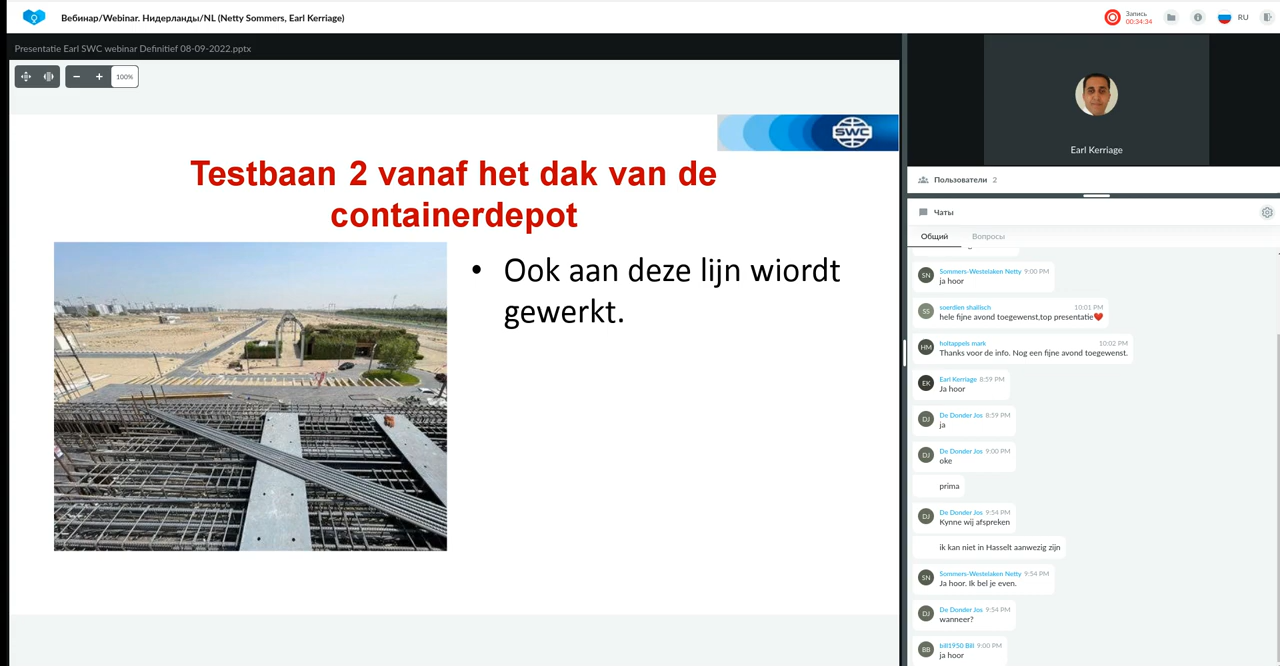 Вебинар/Webinar. Нидерланды/NL (Netty Sommers, Earl Kerriage)
Запись
00:34:34
RU
Presentatie Earl SWC webinar Definitief 08-09-2022.pptx
100%
SWC
Testbaan 2 vanaf het dak van de
containerdepot
• Ook aan deze lijn wiordt
gewerkt.
Earl Kerriage
Пользователи 2
Чаты
Общий Вопросы
SN Sommers-Westelaken Netty 9:00 PM
ja hoor
SS soerdien shallisch 10:01 PM
hele fijne avond toegewenst,top presentatie❤️
HM holtappels mark 10:02 PM
Thanks voor de info. Nog een fijne avond toegewenst.
EK Earl Kerriage 8:59 PM
Ja hoor
DJ De Donder Jos 8:59 PM
ja
DJ De Donder Jos 9:00 PM
oke
prima
DJ De Donder Jos 9:54 PM
Kynne wij afspreken
ik kan niet in Hasselt aanwezig zijn
SN Sommers-Westelaken Netty 9:54 PM
Ja hoor. Ik bel je even.
DJ De Donder Jos 9:54 PM
wanneer?
BB bill1950 Bill 9:00 PM
ja hoor